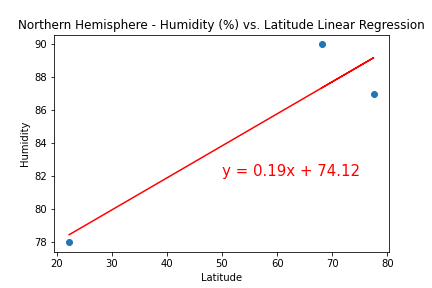 Northern Hemisphere - Humidity (%) vs. Latitude Linear Regression
90
88
86
84
82
80
78
Humidity
y = 0.19x + 74.12
20 30 40 50 60 70 80
Latitude